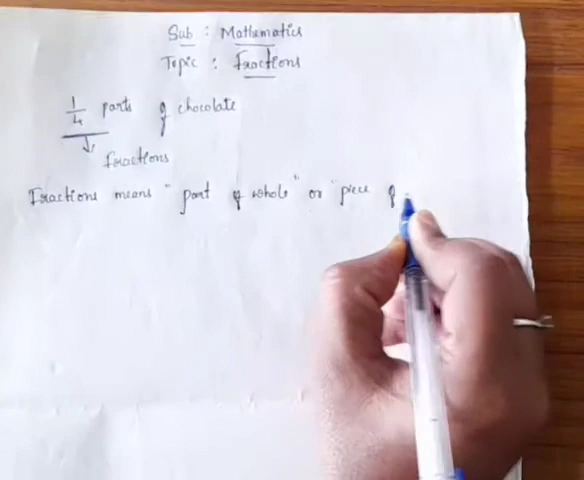 Sub : Mathematics
Topic : Fractions
1/4 parts of chocolate
fractions
Fractions means "part of whole" or "piece of